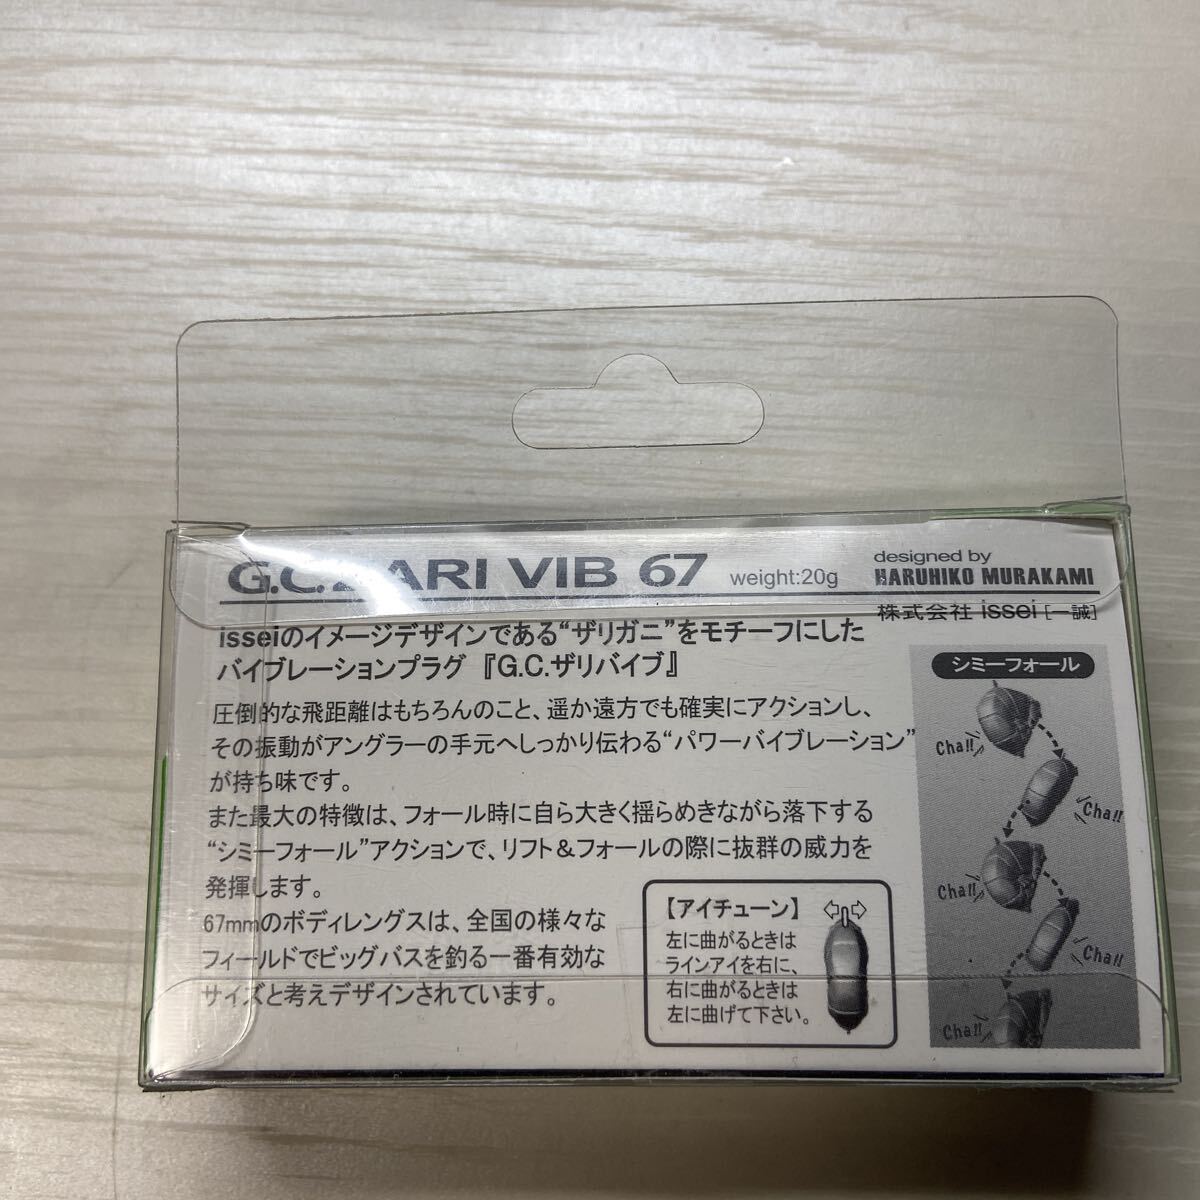 G.C.ZARI VIB 67 weight:20g
designed by
HARUHIKO MURAKAMI
株式会社 issei [一誠]
isseiのイメージデザインである“ザリガニ”をモチーフにした
バイブレーションプラグ『G.C.ザリバイブ』
圧倒的な飛距離はもちろんのこと、遥か遠方でも確実にアクションし、
その振動がアングラーの手元へしっかり伝わる“パワーバイブレーション”
が持ち味です。
また最大の特徴は、フォール時に自ら大きく揺らめきながら落下する
“シミーフォール”アクションで、リフト＆フォールの際に抜群の威力を
発揮します。
67mmのボディレングスは、全国の様々な
フィールドでビッグバスを釣る一番有効な
サイズと考えデザインされています。
【アイチューン】
左に曲がるときは
ラインアイを右に、
右に曲がるときは
左に曲げて下さい。
シミーフォール
Cha!!
Cha!!
Cha!!
Cha!!
Cha!!